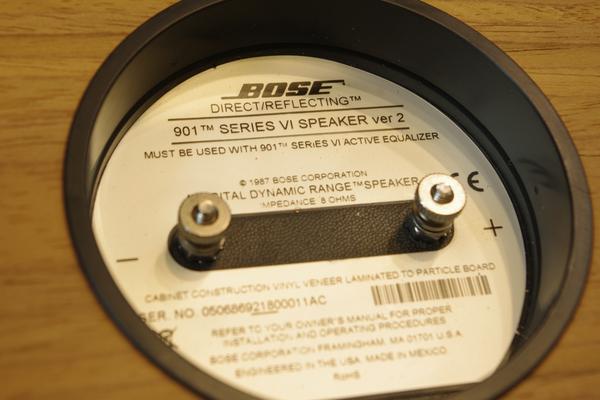 BOSE
DIRECT/REFLECTING™
901™ SERIES VI SPEAKER ver 2
MUST BE USED WITH 901™ SERIES VI ACTIVE EQUALIZER
© 1987 BOSE CORPORATION
DYNAMIC RANGE™ SPEAKER
CE
IMPEDANCE 8 OHMS
- +
CABINET CONSTRUCTION VINYL VENEER LAMINATED TO PARTICLE BOARD
SER. NO. 050686921800011AC
REFER TO YOUR OWNER'S MANUAL FOR PROPER
INSTALLATION AND OPERATING PROCEDURES
BOSE CORPORATION FRAMINGHAM, MA 01701 U.S.A.
ENGINEERED IN THE USA. MADE IN MEXICO
RoHS